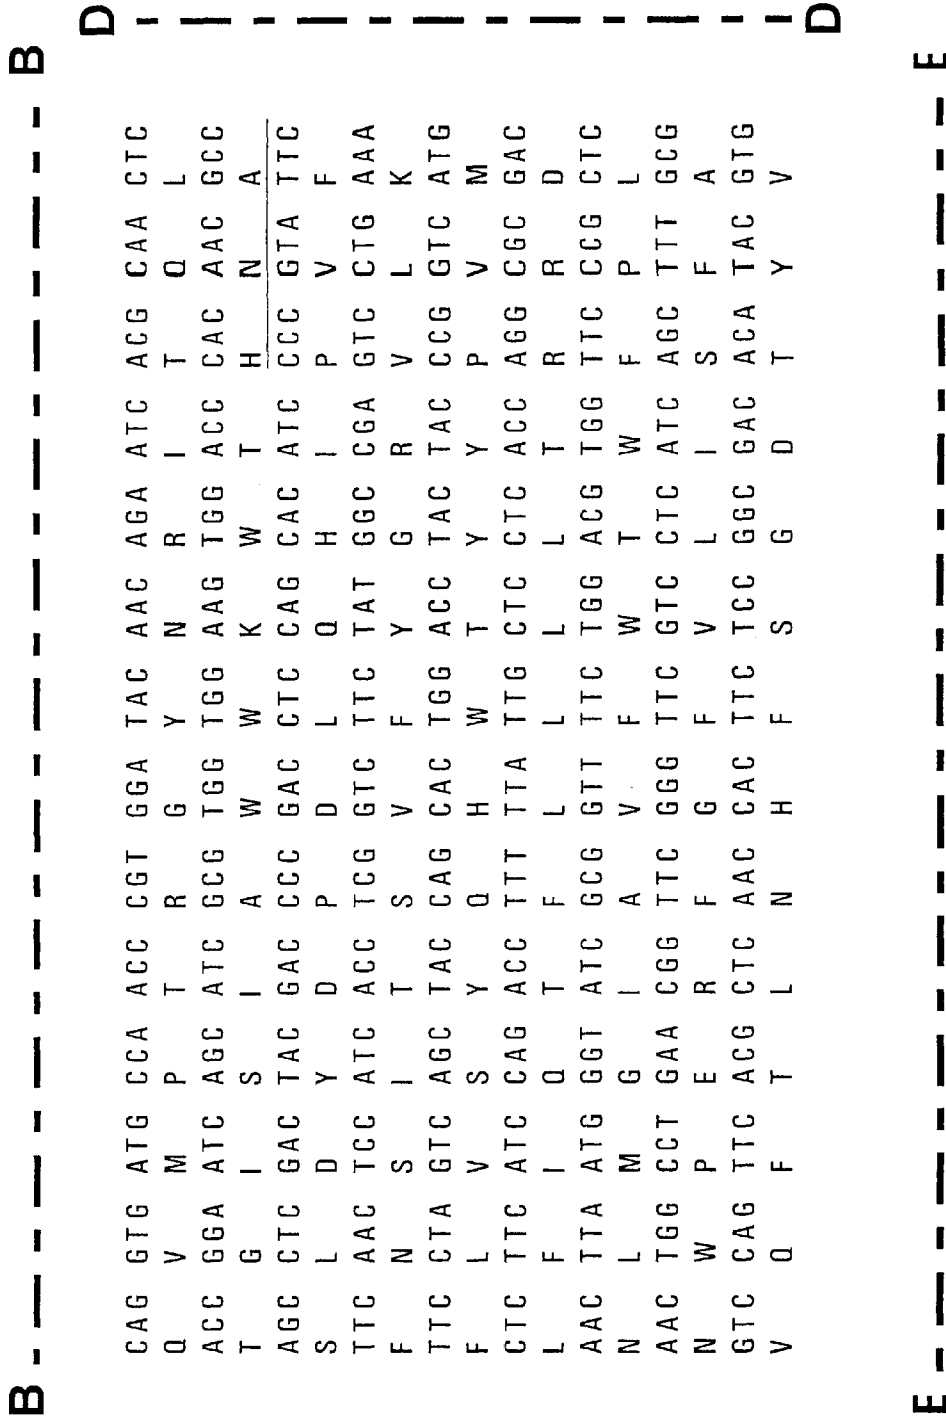 B B
D D
CAG GTG ATG CCA ACC CGT GGA TAC AAC AGA ATC ACG CAA CTC
Q V M P T R G Y N R I T Q L
ACC GGA ATC AGC ATC GCG TGG TGG AAG TGG ACC CAC AAC GCC
T G I S I A W W K W T H N A
AGC CTC GAC TAC GAC CCC GAC CTC CAG CAC ATC CCC GTA TTC
S L D Y D P D L Q H I P V F
TTC AAC TCC ATC ACC TCG GTC TTC TAT GGC CGA GTC CTG AAA
F N S I T S V F Y G R V L K
TTC CTA GTC AGC TAC CAG CAC TGG ACC TAC TAC CCG GTC ATG
F L V S Y Q H W T Y Y P V M
CTC TTC ATC CAG ACC TTT TTA TTG CTC CTC ACC AGG CGC GAC
L F I Q T F L L L L T R R D
AAC TTA ATG GGT ATC GCG GTT TTC TGG ACG TGG TTC CCG CTC
N L M G I A V F W T W F P L
AAC TGG CCT GAA CGG TTC GGG TTC GTC CTC ATC AGC TTT GCG
N W P E R F G F V L I S F A
GTC CAG TTC ACG CTC AAC CAC TTC TCC GGC GAC ACA TAC GTG
V Q F T L N H F S G D T Y V
E E